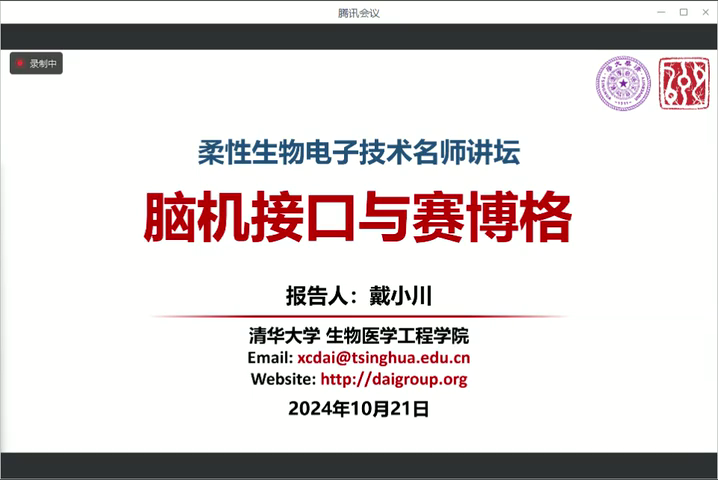 腾讯会议
录制中
柔性生物电子技术名师讲坛
脑机接口与赛博格
报告人：戴小川
清华大学 生物医学工程学院
Email: xcdai@tsinghua.edu.cn
Website: http://daigroup.org
2024年10月21日